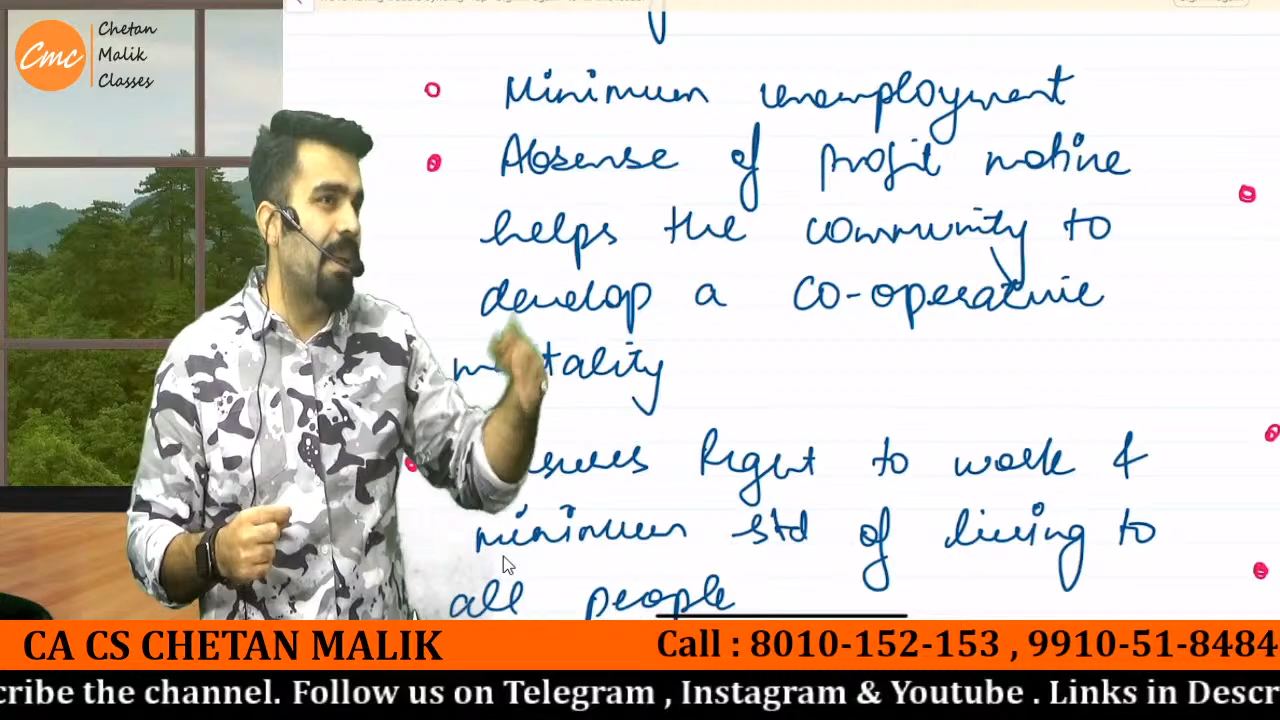 Cmc
Chetan
Malik
Classes
Minimum unemployment
Absense of profit motive
helps the community to
develop a co-operative
Right to work &
minimum std of living to
all people
CA CS CHETAN MALIK
Call : 8010-152-153 , 9910-51-8484
cribe the channel. Follow us on Telegram , Instagram & Youtube . Links in Descr